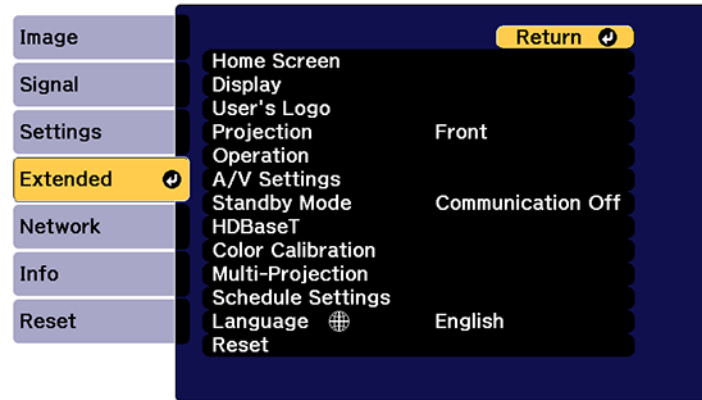 Image
Signal
Settings
Extended
Network
Info
Reset
Return
Home Screen
Display
User's Logo
Projection Front
Operation
A/V Settings
Standby Mode Communication Off
HDBaseT
Color Calibration
Multi-Projection
Schedule Settings
Language English
Reset